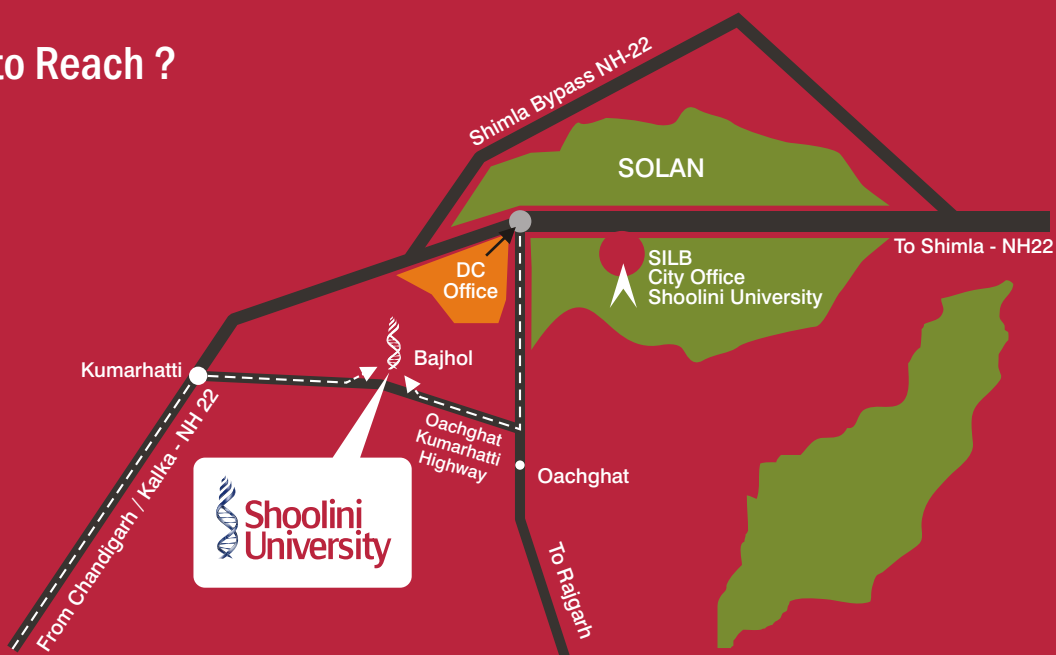 to Reach ?
Shimla Bypass NH-22
SOLAN
To Shimla - NH22
DC
Office
SILB
City Office
Shoolini University
Kumarhatti
Bajhol
Oachghat
Kumarhatti
Highway
Oachghat
From Chandigarh / Kalka - NH 22
Shoolini
University
To Rajgarh